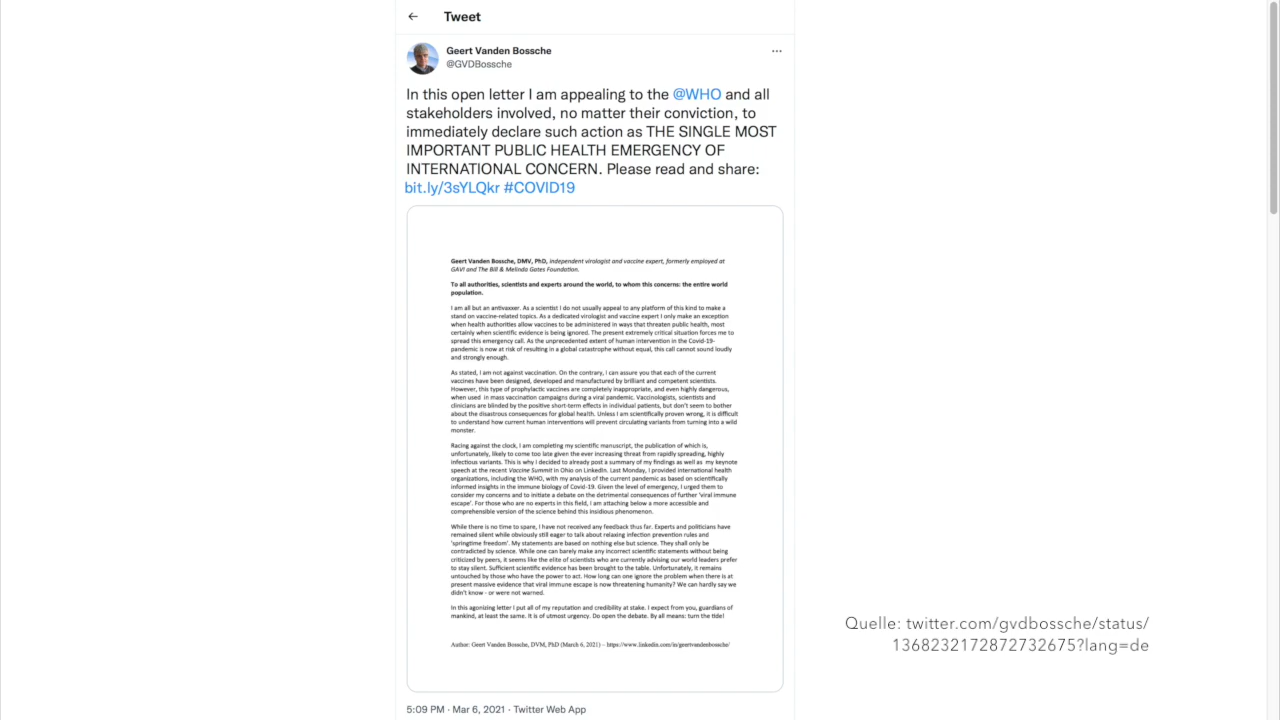 Tweet
Geert Vanden Bossche
@GVDBossche
In this open letter I am appealing to the @WHO and all
stakeholders involved, no matter their conviction, to
immediately declare such action as THE SINGLE MOST
IMPORTANT PUBLIC HEALTH EMERGENCY OF
INTERNATIONAL CONCERN. Please read and share:
bit.ly/3sYLQkr #COVID19
Geert Vanden Bossche, DMV, PhD, independent virologist and vaccine expert, formerly employed at
GAVI and The Bill & Melinda Gates Foundation.
To all authorities, scientists and experts around the world, to whom this concerns: the entire world
population.
I am all but an antivaxxer. As a scientist I do not usually appeal to any platform of this kind to make a
stand on vaccine-related topics. As a dedicated virologist and vaccine expert I only make an exception
when health authorities allow vaccines to be administered in ways that threaten public health, most
certainly when scientific evidence is being ignored. The present extremely critical situation forces me to
spread this emergency call. As the unprecedented extent of human intervention in the Covid-19-
pandemic is now at risk of resulting in a global catastrophe without equal, this call cannot sound loudly
and strongly enough.
As stated, I am not against vaccination. On the contrary, I can assure you that each of the current
vaccines have been designed, developed and manufactured by brilliant and competent scientists.
However, this type of prophylactic vaccines are completely inappropriate, and even highly dangerous,
when used in mass vaccination campaigns during a viral pandemic. Vaccinologists, scientists and
clinicians are blinded by the positive short-term effects in individual patients, but don't seem to bother
about the disastrous consequences for global health. Unless I am scientifically proven wrong, it is difficult
to understand how current human interventions will prevent circulating variants from turning into a wild
monster.
Racing against the clock, I am completing my scientific manuscript, the publication of which is,
unfortunately, likely to come too late given the ever increasing threat from rapidly spreading, highly
infectious variants. This is why I decided to already post a summary of my findings as well as my keynote
speech at the recent Vaccine Summit in Ohio on LinkedIn. Last Monday, I provided international health
organizations, including the WHO, with my analysis of the current pandemic as based on scientifically
informed insights in the immune biology of Covid-19. Given the level of emergency, I urged them to
consider my concerns and to initiate a debate on the detrimental consequences of further 'viral immune
escape'. For those who are no experts in this field, I am attaching below a more accessible and
comprehensible version of the science behind this insidious phenomenon.
While there is no time to spare, I have not received any feedback thus far. Experts and politicians have
remained silent while obviously still eager to talk about relaxing infection prevention rules and
'springtime freedom'. My statements are based on nothing else but science. They shall only be
contradicted by science. While one can barely make any incorrect scientific statements without being
criticized by peers, it seems like the elite of scientists who are currently advising our world leaders prefer
to stay silent. Sufficient scientific evidence has been brought to the table. Unfortunately, it remains
untouched by those who have the power to act. How long can one ignore the problem when there is at
present massive evidence that viral immune escape is now threatening humanity? We can hardly say we
didn't know - or were not warned.
In this agonizing letter I put all of my reputation and credibility at stake. I expect from you, guardians of
mankind, at least the same. It is of utmost urgency. Do open the debate. By all means: turn the tide!
Author: Geert Vanden Bossche, DVM, PhD (March 6, 2021) – https://www.linkedin.com/in/geertvandenbossche/
5:09 PM · Mar 6, 2021 · Twitter Web App
Quelle: twitter.com/gvdbossche/status/
1368232172872732675?lang=de